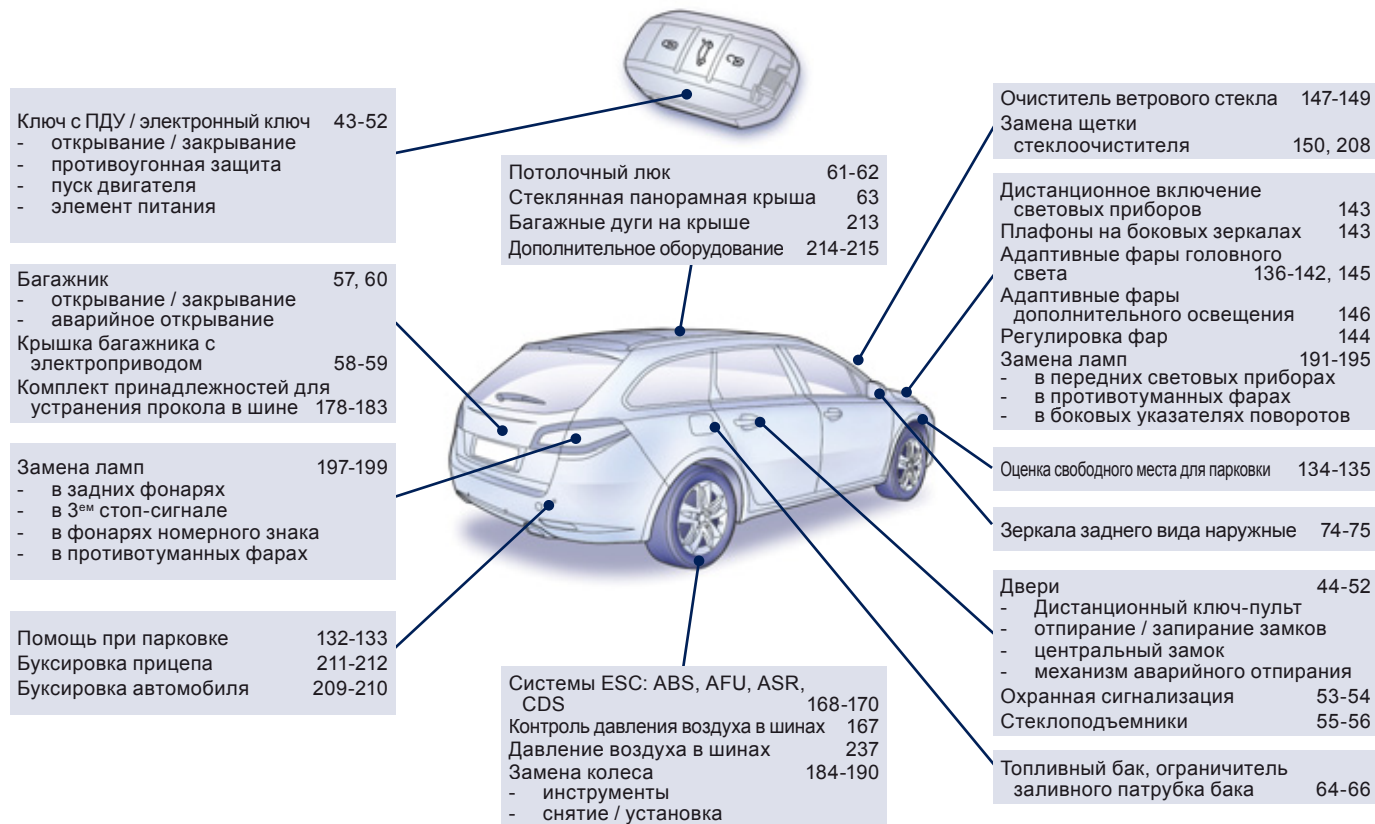 Ключ с ПДУ / электронный ключ 43-52
- открывание / закрывание
- противоугонная защита
- пуск двигателя
- элемент питания
Багажник 57, 60
- открывание / закрывание
- аварийное открывание
Крышка багажника с
электроприводом 58-59
Комплект принадлежностей для
устранения прокола в шине 178-183
Замена ламп 197-199
- в задних фонарях
- в 3ем стоп-сигнале
- в фонарях номерного знака
- в противотуманных фарах
Помощь при парковке 132-133
Буксировка прицепа 211-212
Буксировка автомобиля 209-210
Потолочный люк 61-62
Стеклянная панорамная крыша 63
Багажные дуги на крыше 213
Дополнительное оборудование 214-215
Системы ESC: ABS, AFU, ASR,
CDS 168-170
Контроль давления воздуха в шинах 167
Давление воздуха в шинах 237
Замена колеса 184-190
- инструменты
- снятие / установка
Очиститель ветрового стекла 147-149
Замена щетки
стеклоочистителя 150, 208
Дистанционное включение
световых приборов 143
Плафоны на боковых зеркалах 143
Адаптивные фары головного
света 136-142, 145
Адаптивные фары
дополнительного освещения 146
Регулировка фар 144
Замена ламп 191-195
- в передних световых приборах
- в противотуманных фарах
- в боковых указателях поворотов
Оценка свободного места для парковки 134-135
Зеркала заднего вида наружные 74-75
Двери 44-52
- Дистанционный ключ-пульт
- отпирание / запирание замков
- центральный замок
- механизм аварийного отпирания
Охранная сигнализация 53-54
Стеклоподъемники 55-56
Топливный бак, ограничитель
заливного патрубка бака 64-66